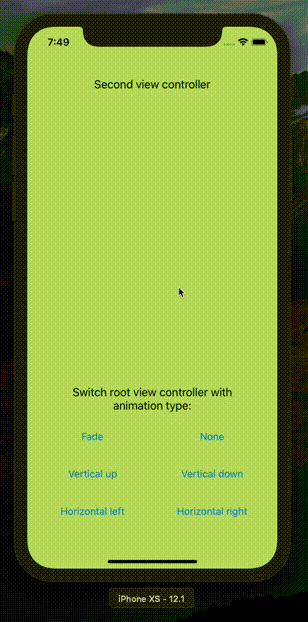 7:49
Second view controller
Switch root view controller with
animation type:
Fade
None
Vertical up
Vertical down
Horizontal left
Horizontal right
iPhone XS - 12.1